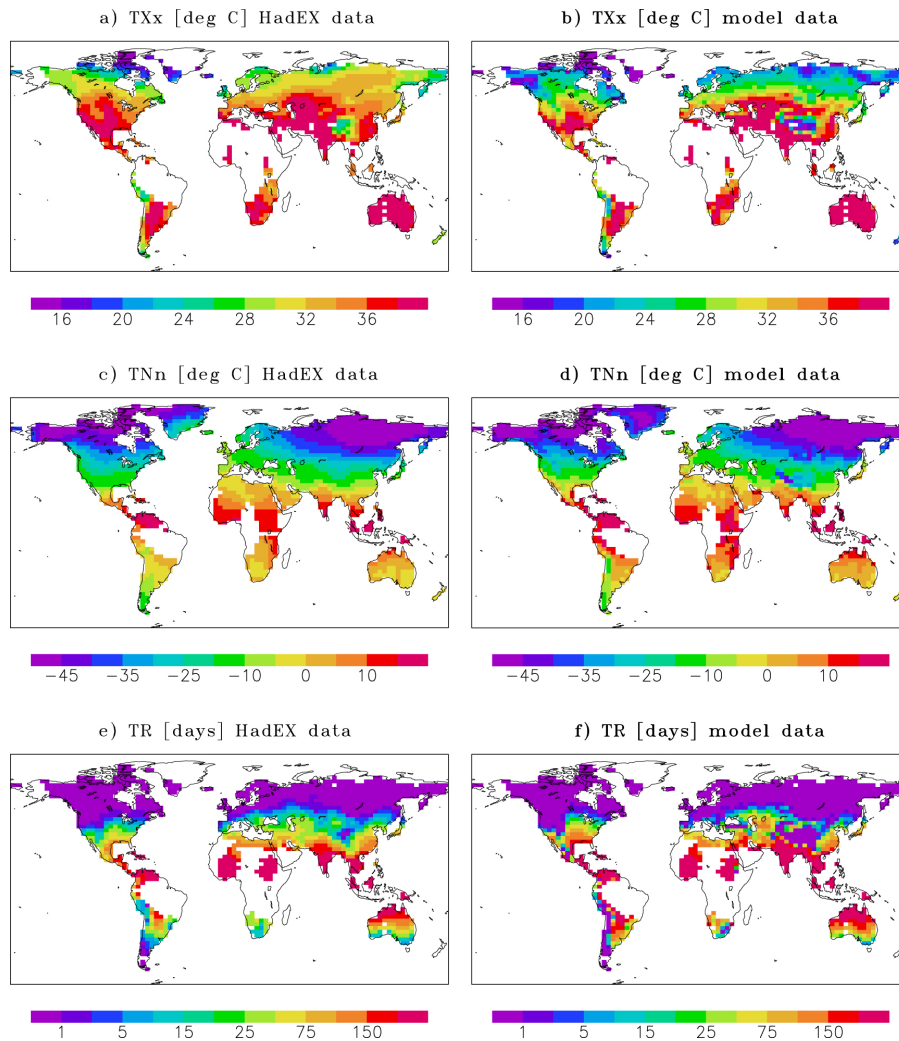 a) TXx [deg C] HadEX data
b) TXx [deg C] model data
16 20 24 28 32 36
16 20 24 28 32 36
c) TNn [deg C] HadEX data
d) TNn [deg C] model data
−45 −35 −25 −10 0 10
−45 −35 −25 −10 0 10
e) TR [days] HadEX data
f) TR [days] model data
1 5 15 25 75 150
1 5 15 25 75 150